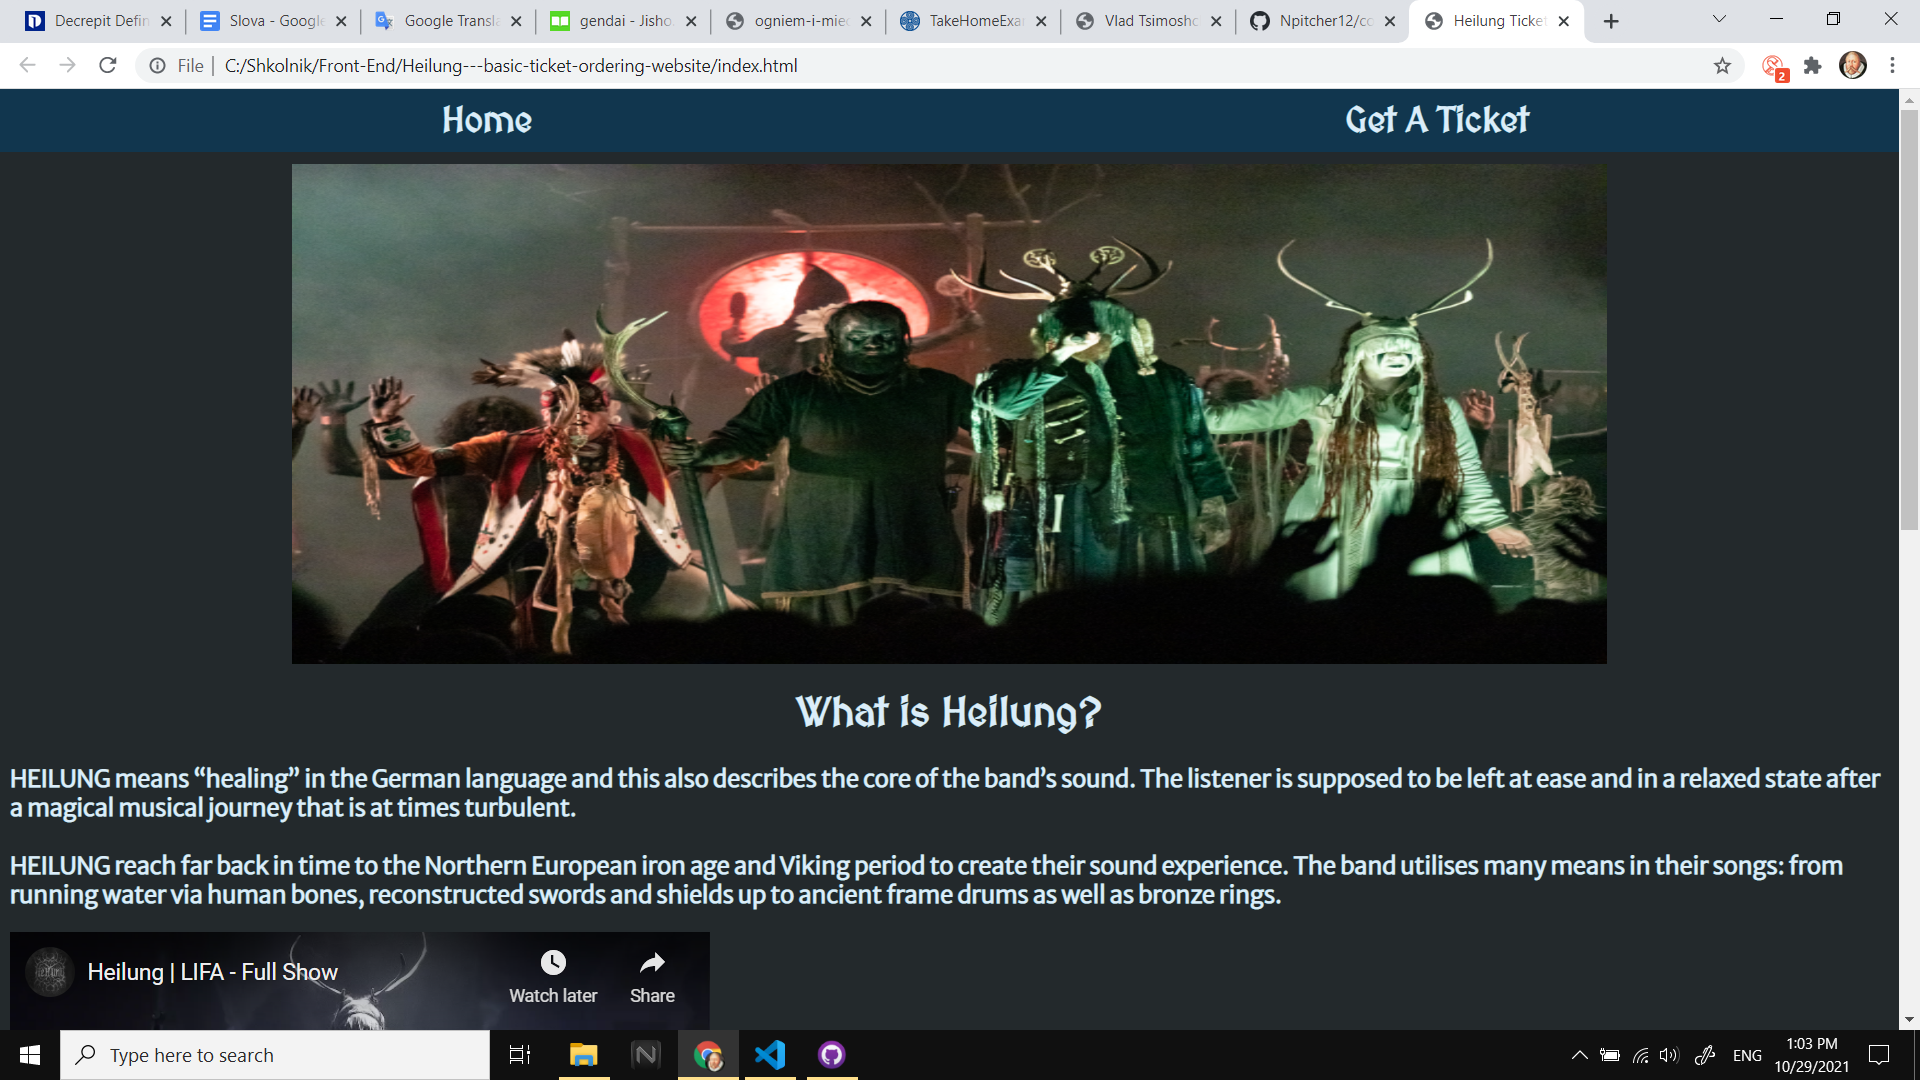 Decrepit Defin
Slova - Google
Google Transla
gendai - Jisho.
ogniem-i-miec
TakeHomeExa
Vlad Tsimosho
Npitcher12/co
Heilung Ticket
File
C:/Shkolnik/Front-End/Heilung---basic-ticket-ordering-website/index.html
2
Home
Get A Ticket
What is Heilung?
HEILUNG means “healing” in the German language and this also describes the core of the band’s sound. The listener is supposed to be left at ease and in a relaxed state after
a magical musical journey that is at times turbulent.
HEILUNG reach far back in time to the Northern European iron age and Viking period to create their sound experience. The band utilises many means in their songs: from
running water via human bones, reconstructed swords and shields up to ancient frame drums as well as bronze rings.
Heilung | LIFA - Full Show
Watch later
Share
Type here to search
ENG
1:03 PM
10/29/2021